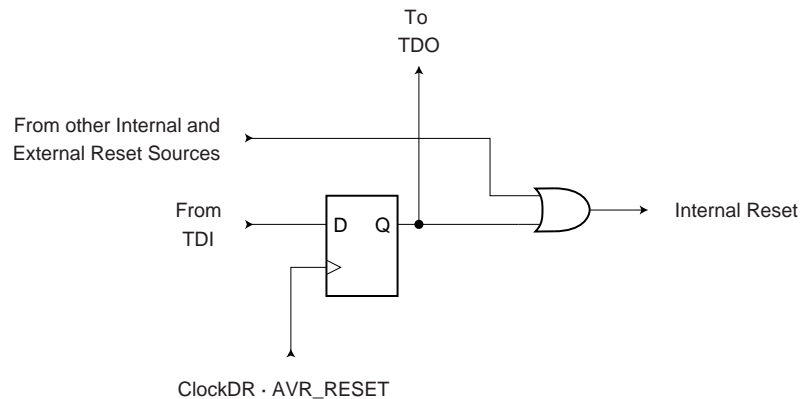 To
TDO
From other Internal and
External Reset Sources
From
TDI
D Q
Internal Reset
ClockDR · AVR_RESET